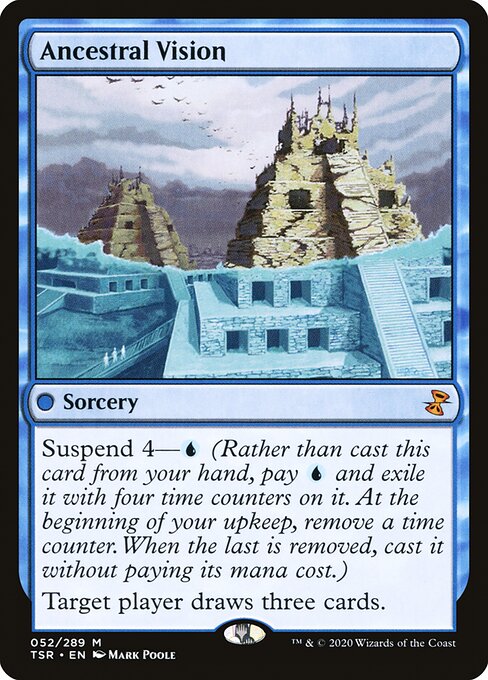 Ancestral Vision
Sorcery
Suspend 4— (Rather than cast this
card from your hand, pay and exile
it with four time counters on it. At the
beginning of your upkeep, remove a time
counter. When the last is removed, cast it
without paying its mana cost.)
Target player draws three cards.
052/289 M
TSR • EN Mark Poole
™ & © 2020 Wizards of the Coast